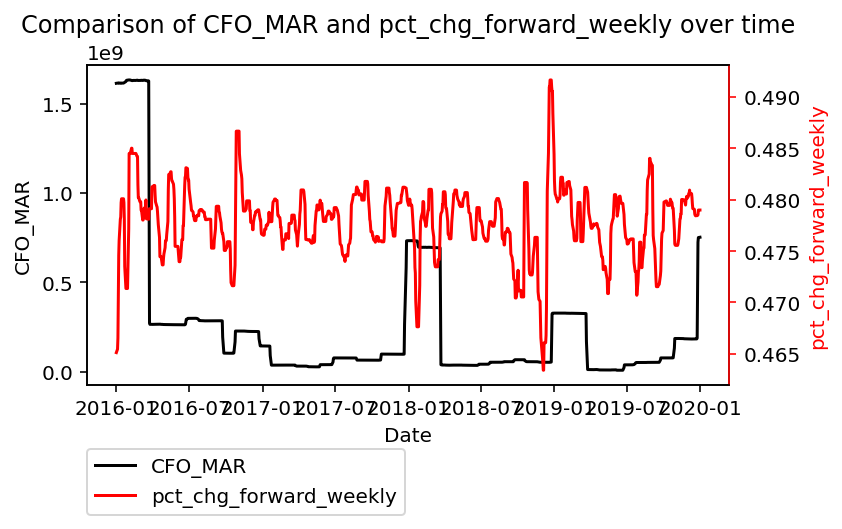 Comparison of CFO_MAR and pct_chg_forward_weekly over time
1e9
1.5
1.0
0.5
0.0
CFO_MAR
0.490
0.485
0.480
0.475
0.470
0.465
pct_chg_forward_weekly
2016-01 2016-07 2017-01 2017-07 2018-01 2018-07 2019-01 2019-07 2020-01
Date
CFO_MAR
pct_chg_forward_weekly